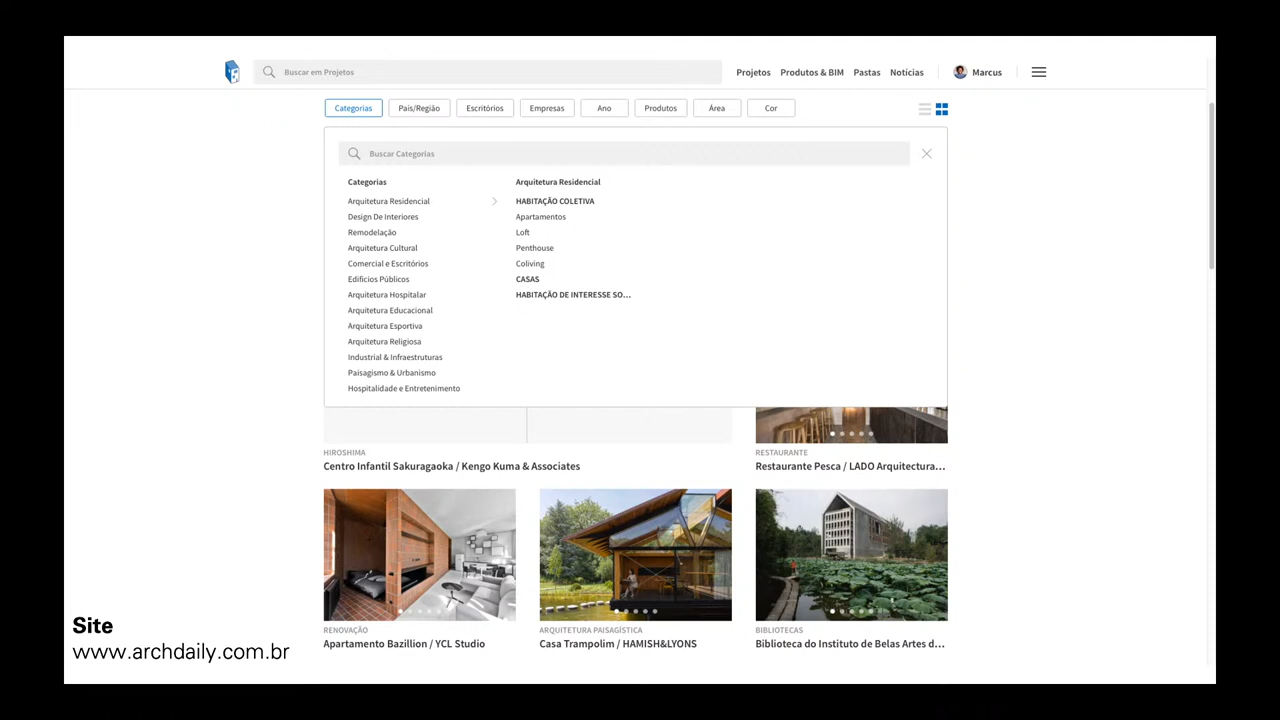 Buscar em Projetos
Projetos Produtos & BIM Pastas Notícias Marcus
Categorias País/Região Escritórios Empresas Ano Produtos Área Cor
Buscar Categorias
Categorias
Arquitetura Residencial
Design De Interiores
Remodelação
Arquitetura Cultural
Comercial e Escritórios
Edifícios Públicos
Arquitetura Hospitalar
Arquitetura Educacional
Arquitetura Esportiva
Arquitetura Religiosa
Industrial & Infraestruturas
Paisagismo & Urbanismo
Hospitalidade e Entretenimento
Arquitetura Residencial
HABITAÇÃO COLETIVA
Apartamentos
Loft
Penthouse
Coliving
CASAS
HABITAÇÃO DE INTERESSE SO...
HIROSHIMA
Centro Infantil Sakuragaoka / Kengo Kuma & Associates
RESTAURANTE
Restaurante Pesca / LADO Arquitectura...
RENOVAÇÃO
Apartamento Bazillion / YCL Studio
ARQUITETURA PAISAGÍSTICA
Casa Trampolim / HAMISH&LYONS
BIBLIOTECAS
Biblioteca do Instituto de Belas Artes d...
Site
www.archdaily.com.br